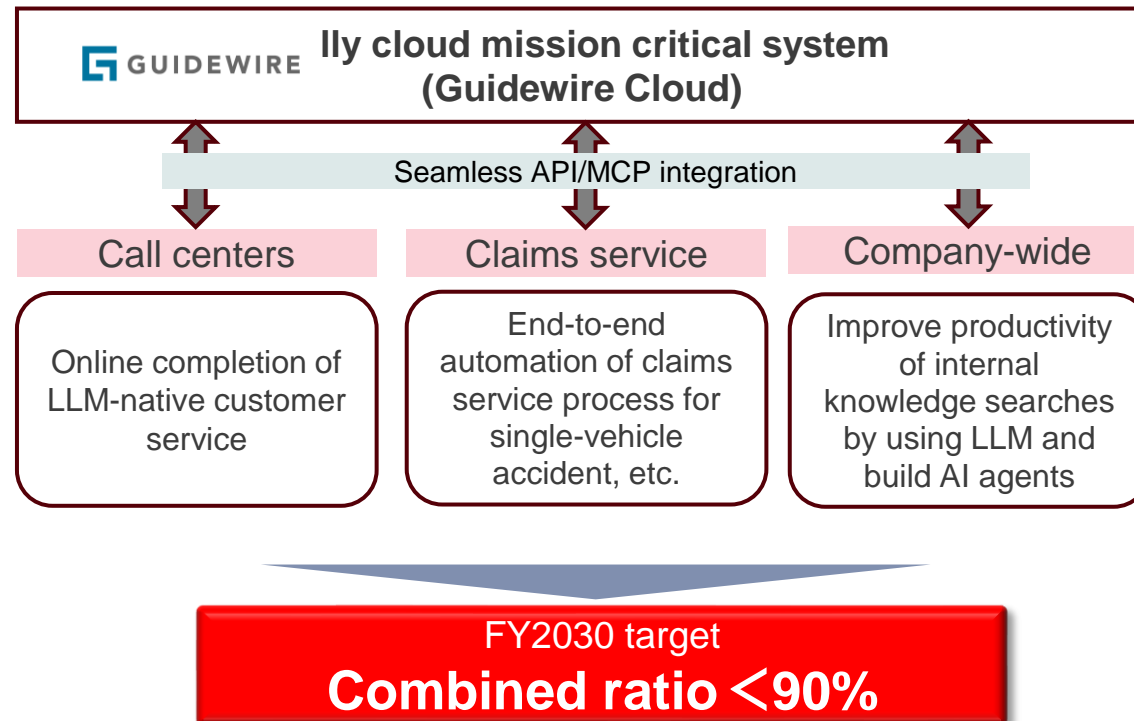 GUIDEWIRE
lly cloud mission critical system
(Guidewire Cloud)
Seamless API/MCP integration
Call centers
Claims service
Company-wide
Online completion of
LLM-native customer
service
End-to-end
automation of claims
service process for
single-vehicle
accident, etc.
Improve productivity
of internal
knowledge searches
by using LLM and
build AI agents
FY2030 target
Combined ratio <90%